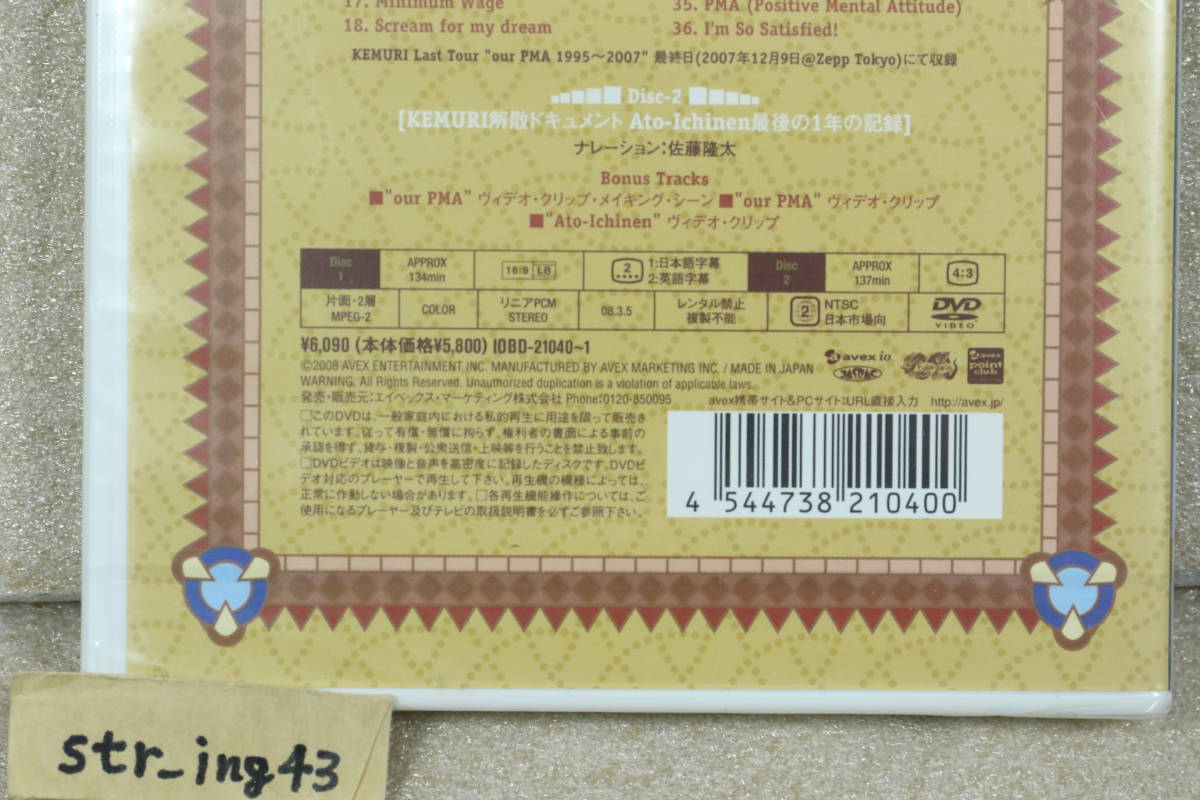 17. Minimum Wage
35. PMA (Positive Mental Attitude)
18. Scream for my dream
36. I'm So Satisfied!
KEMURI Last Tour "our PMA 1995〜2007" 最終日(2007年12月9日@Zepp Tokyo)にて収録
Disc-2
[KEMURI解散ドキュメント Ato-Ichinen最後の1年の記録]
ナレーション:佐藤隆太
Bonus Tracks
■"our PMA" ヴィデオ・クリップ・メイキング・シーン ■"our PMA" ヴィデオ・クリップ
■"Ato-Ichinen" ヴィデオ・クリップ
Disc 1 APPROX 134min 16:9 LB 2 1:日本語字幕 2:英語字幕 Disc 2 APPROX 137min 4:3
片面・2層 MPEG-2 COLOR リニアPCM STEREO 08.3.5 レンタル禁止 複製不能 2 NTSC 日本市場向 DVD VIDEO
¥6,090 (本体価格¥5,800) IOBD-21040~1
©2008 AVEX ENTERTAINMENT INC. MANUFACTURED BY AVEX MARKETING INC. / MADE IN JAPAN
WARNING: All Rights Reserved. Unauthorized duplication is a violation of applicable laws.
avex io
JASRAC
avex point club
発売・販売元:エイベックス・マーケティング株式会社 Phone:0120-850095
avex携帯サイト&PCサイト:URL直接入力 http://avex.jp/
□このDVDは、一般家庭内における私的再生に用途を限って販売さ
れています。従って有償・無償に拘らず、権利者の書面による事前の
承諾を得ず、貸与・複製・公衆送信・上映等を行うことを禁止致します。
□DVDビデオは映像と音声を高密度に記録したディスクです。DVDビ
デオ対応のプレーヤーで再生して下さい。再生機の機種によっては、
正常に作動しない場合があります。□各再生機能操作については、ご
使用になるプレーヤー及びテレビの取扱説明書を必ずご参照下さい。
4 544738 210400
str_ing43